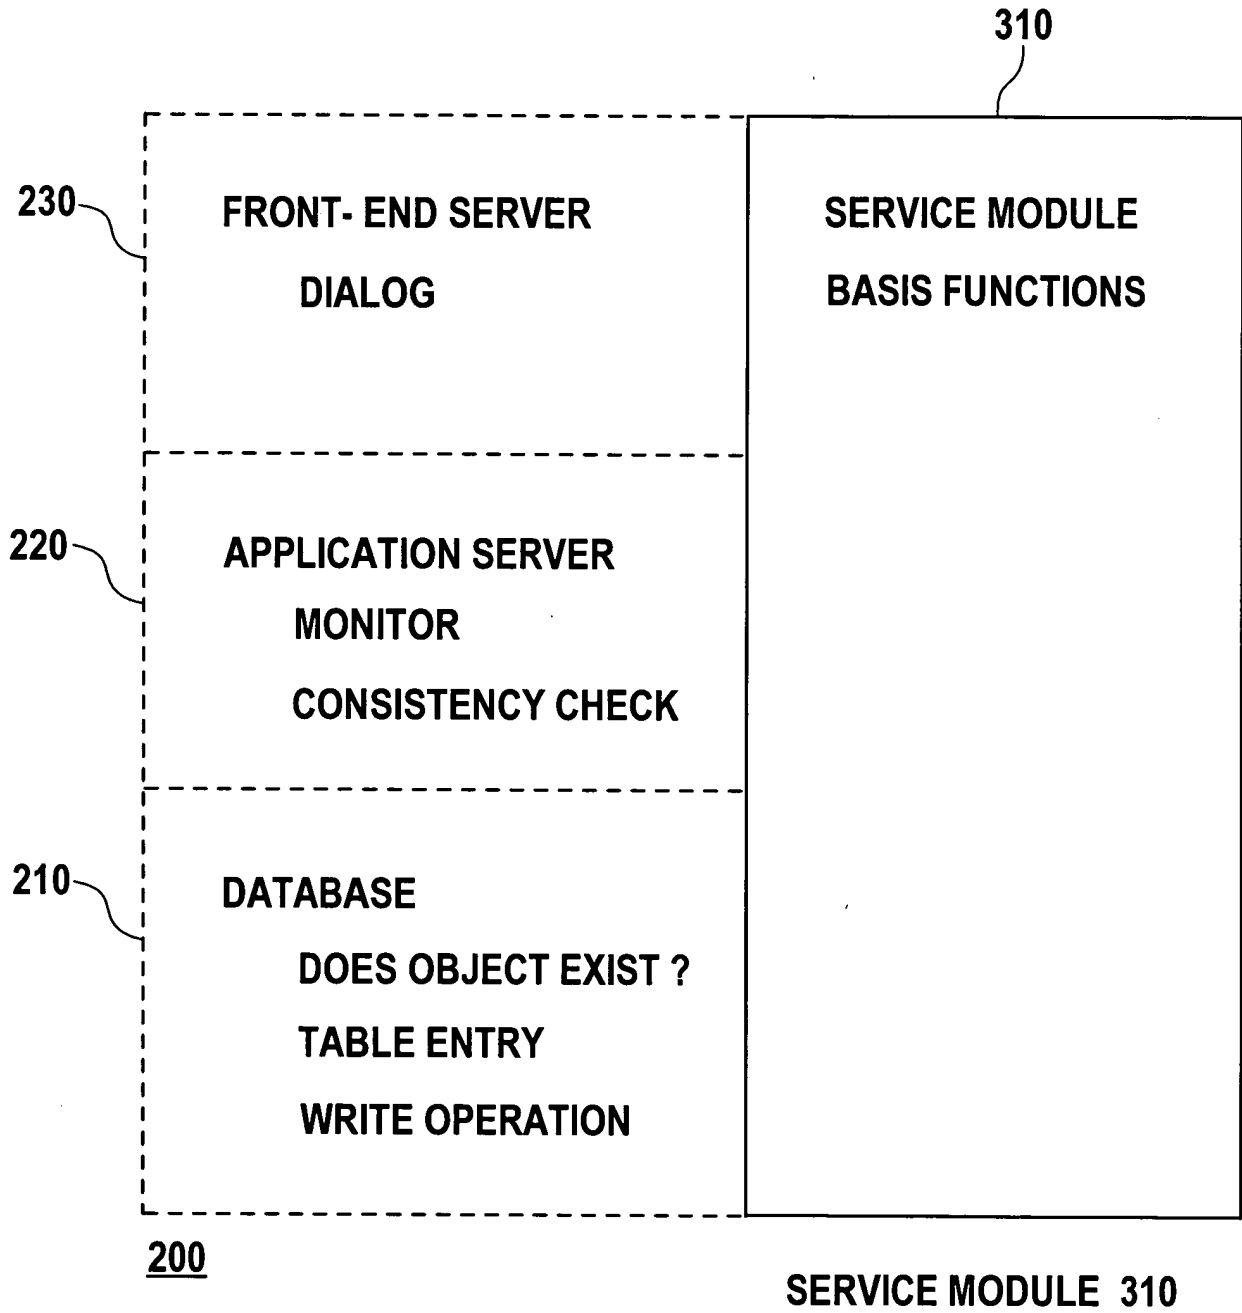 310
230
FRONT- END SERVER
DIALOG
SERVICE MODULE
BASIS FUNCTIONS
220
APPLICATION SERVER
MONITOR
CONSISTENCY CHECK
210
DATABASE
DOES OBJECT EXIST ?
TABLE ENTRY
WRITE OPERATION
200
SERVICE MODULE 310